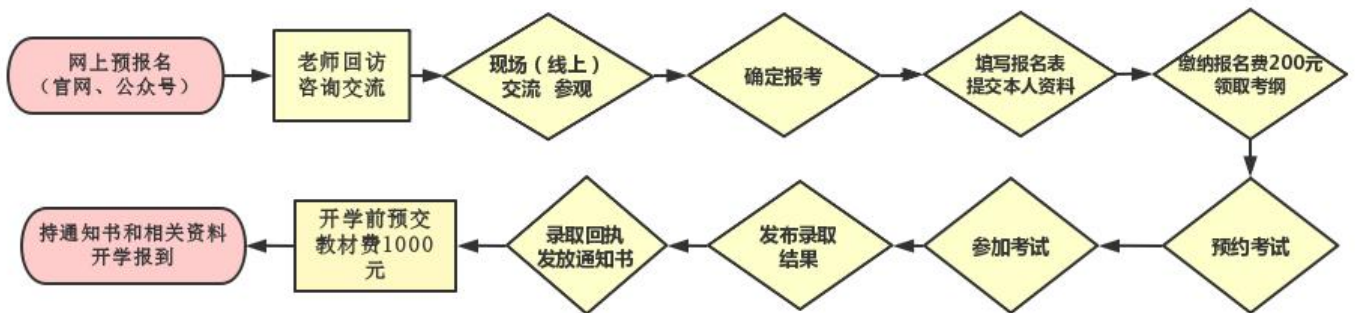 网上预报名
（官网、公众号）
老师回访
咨询交流
现场（线上）
交流 参观
确定报考
填写报名表
提交本人资料
缴纳报名费200元
领取考纲
预约考试
参加考试
发布录取
结果
录取回执
发放通知书
开学前预交
教材费1000
元
持通知书和相关资料
开学报到